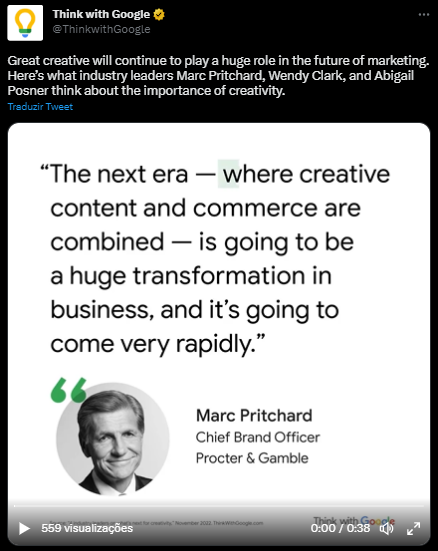 Think with Google
@ThinkwithGoogle
Great creative will continue to play a huge role in the future of marketing.
Here's what industry leaders Marc Pritchard, Wendy Clark, and Abigail
Posner think about the importance of creativity.
Traduzir Tweet
“The next era — where creative
content and commerce are
combined — is going to be
a huge transformation in
business, and it’s going to
come very rapidly.”
Marc Pritchard
Chief Brand Officer
Procter & Gamble
559 visualizações
next for creativity,” November 2022, ThinkWithGoogle.com
Think with Google
0:00 / 0:38